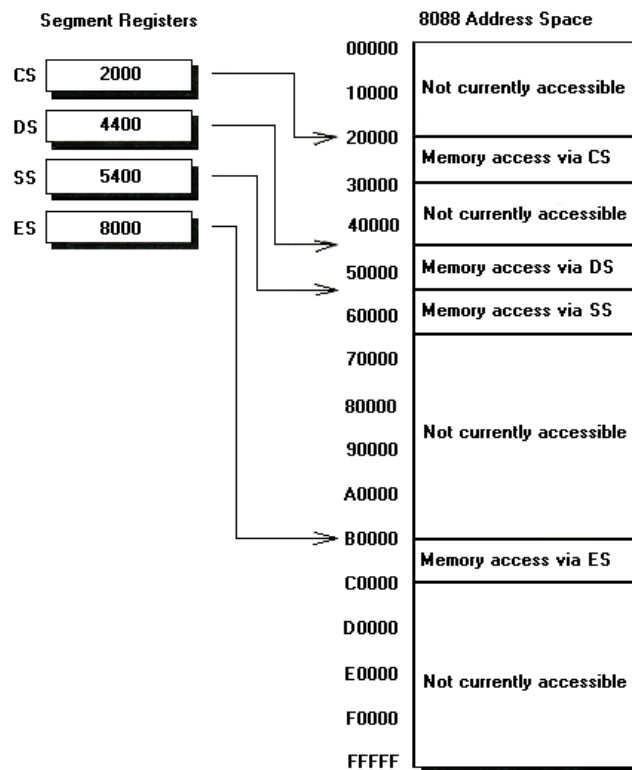 Segment Registers
8088 Address Space
CS 2000
DS 4400
SS 5400
ES 8000
00000
Not currently accessible
10000
20000
Memory access via CS
30000
Not currently accessible
40000
Memory access via DS
50000
Memory access via SS
60000
70000
80000
Not currently accessible
90000
A0000
B0000
Memory access via ES
C0000
D0000
E0000
Not currently accessible
F0000
FFFFF